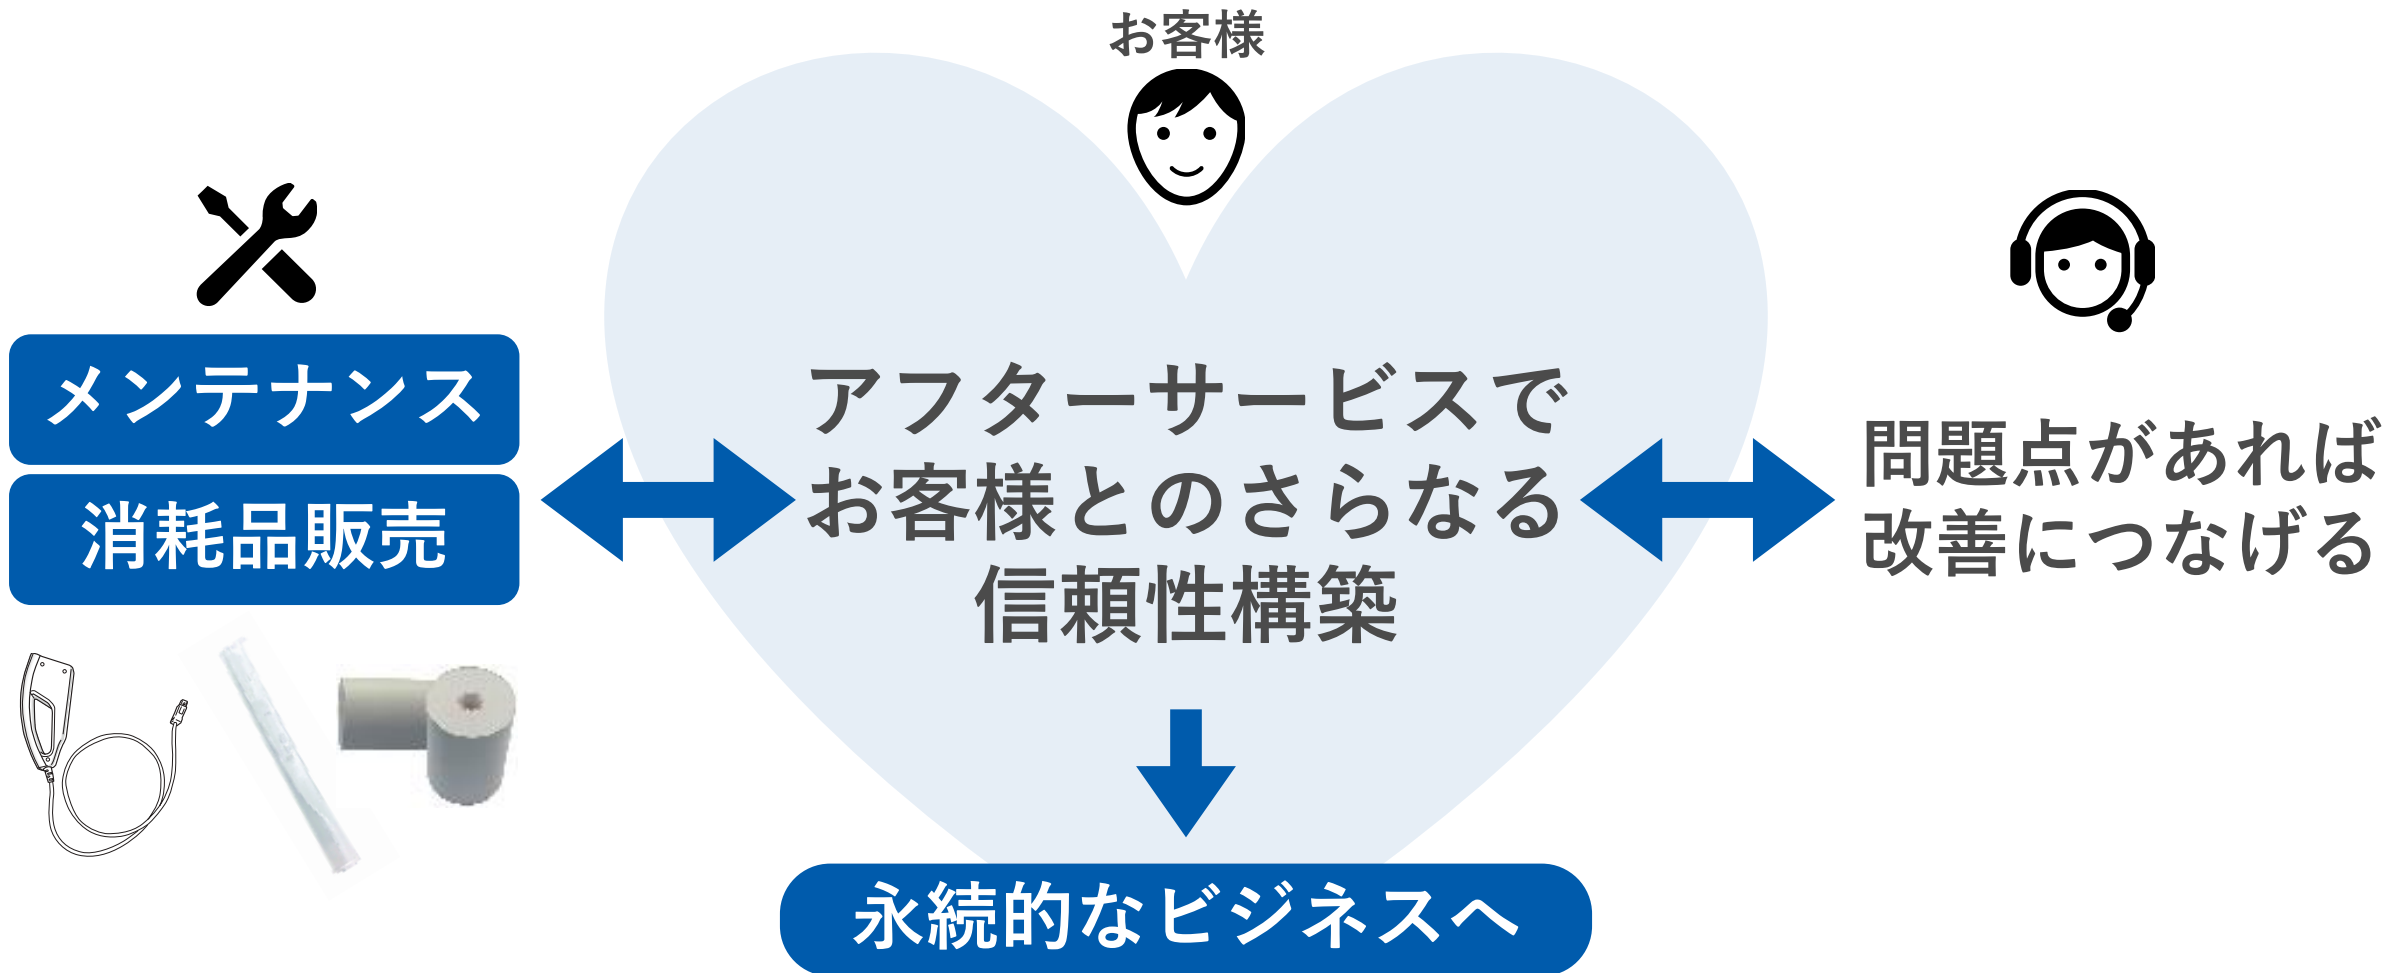 お客様
メンテナンス
消耗品販売
アフターサービスで
お客様とのさらなる
信頼性構築
問題点があれば
改善につなげる
永続的なビジネスへ